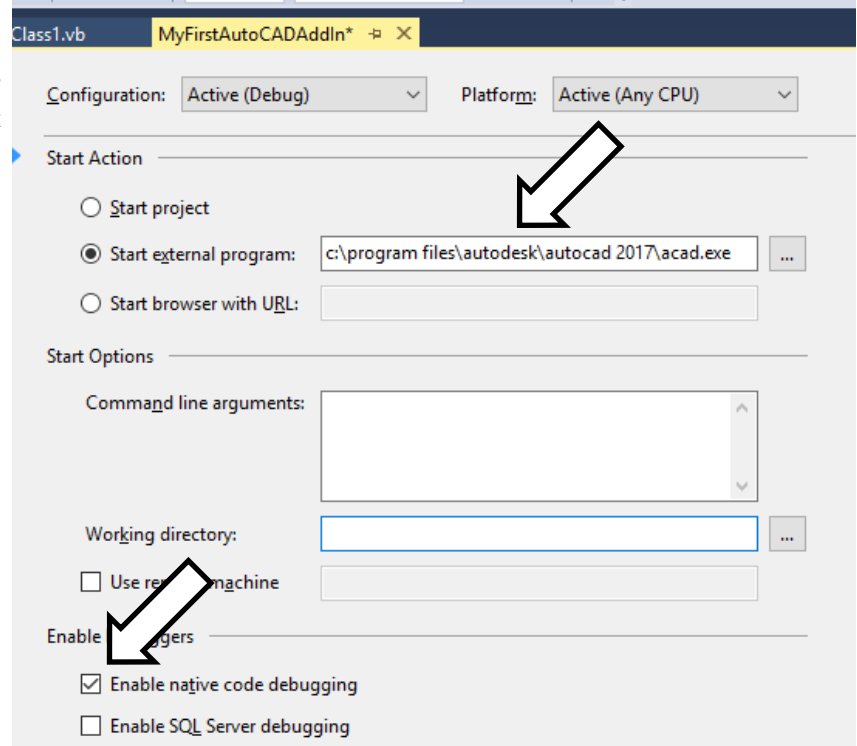 Class1.vb MyFirstAutoCADAddIn*
Configuration: Active (Debug) Platform: Active (Any CPU)
Start Action
Start project
Start external program: c:\program files\autodesk\autocad 2017\acad.exe ...
Start browser with URL:
Start Options
Command line arguments:
Working directory: ...
Use machine
Enable
Enable native code debugging
Enable SQL Server debugging